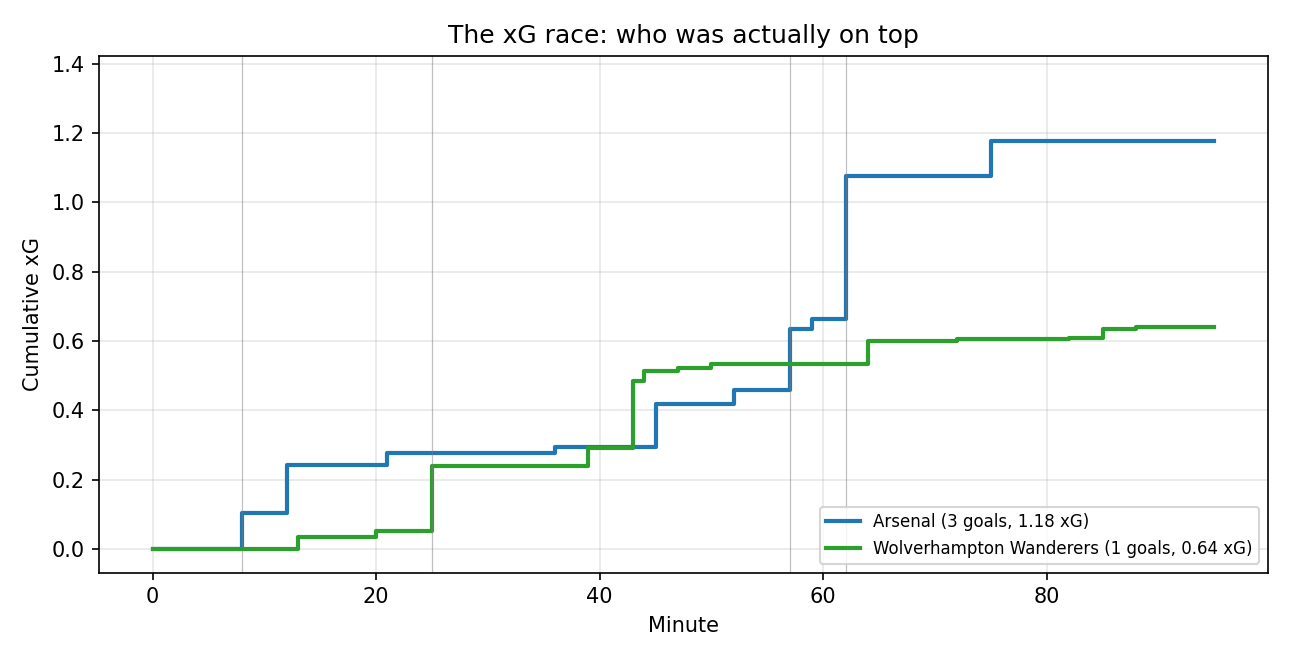 The xG race: who was actually on top
1.4
1.2
1.0
0.8
0.6
0.4
0.2
0.0
Cumulative xG
0
20
40
60
80
Minute
Arsenal (3 goals, 1.18 xG)
Wolverhampton Wanderers (1 goals, 0.64 xG)